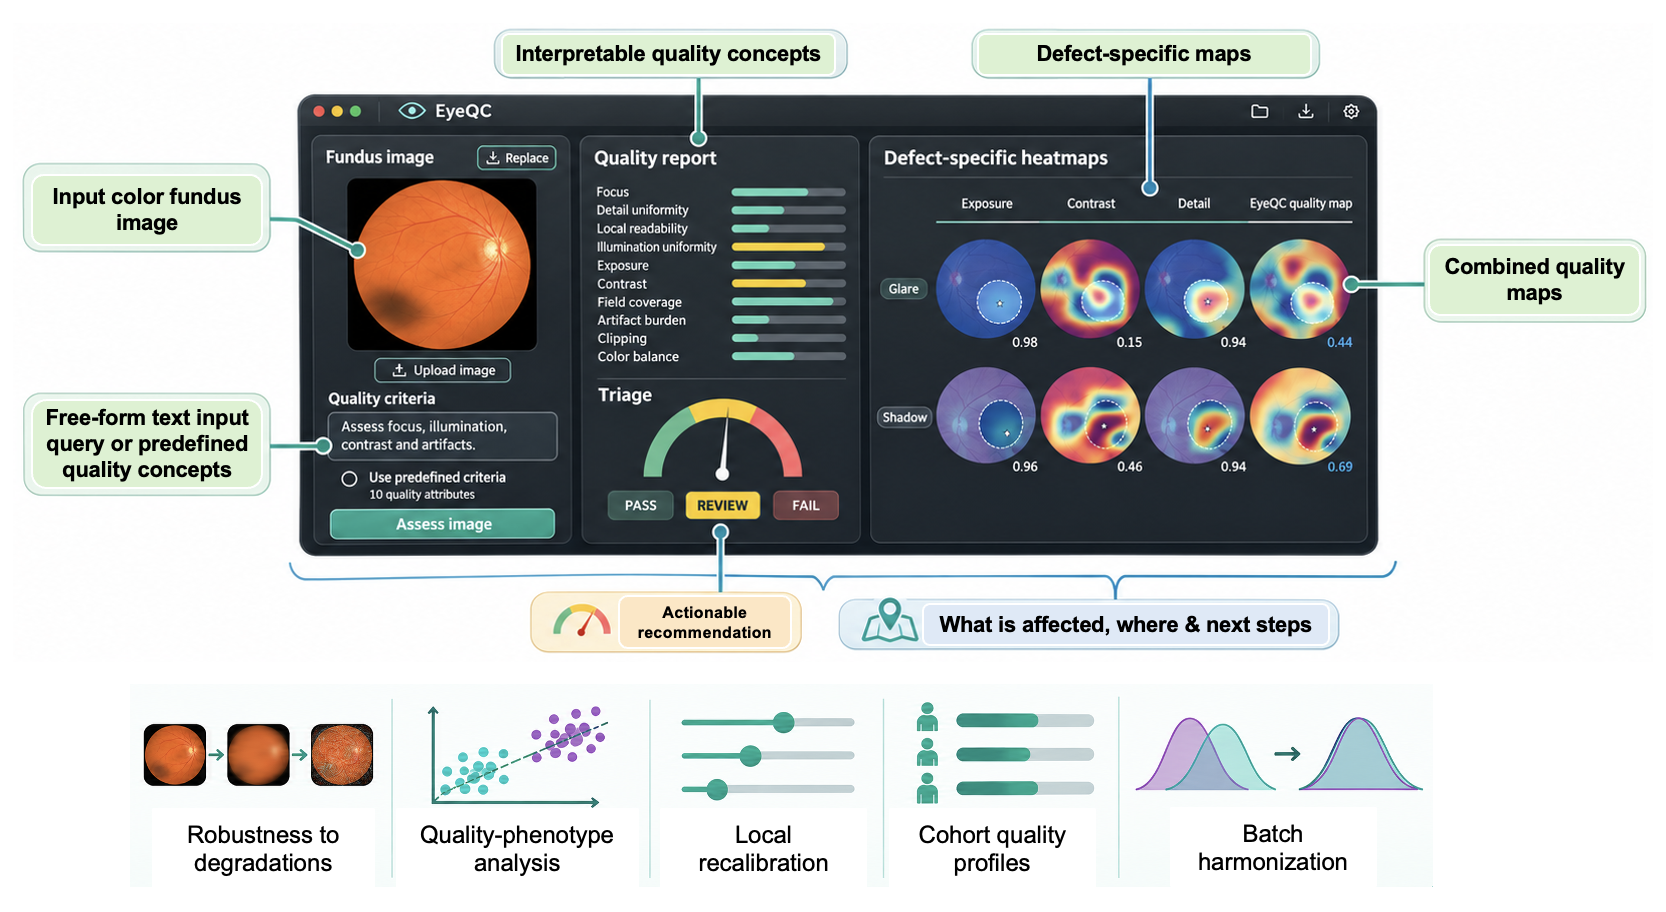 Interpretable quality concepts
Defect-specific maps
EyeQC
Fundus image
Replace
Input color fundus
image
Upload image
Quality criteria
Assess focus, illumination,
contrast and artifacts.
Free-form text input
query or predefined
quality concepts
Use predefined criteria
10 quality attributes
Assess image
Quality report
Focus
Detail uniformity
Local readability
Illumination uniformity
Exposure
Contrast
Field coverage
Artifact burden
Clipping
Color balance
Triage
PASS
REVIEW
FAIL
Defect-specific heatmaps
Exposure Contrast Detail EyeQC quality map
Glare
0.98 0.15 0.94 0.44
Shadow
0.96 0.46 0.94 0.69
Combined quality
maps
Actionable
recommendation
What is affected, where & next steps
Robustness to
degradations
Quality-phenotype
analysis
Local
recalibration
Cohort quality
profiles
Batch
harmonization